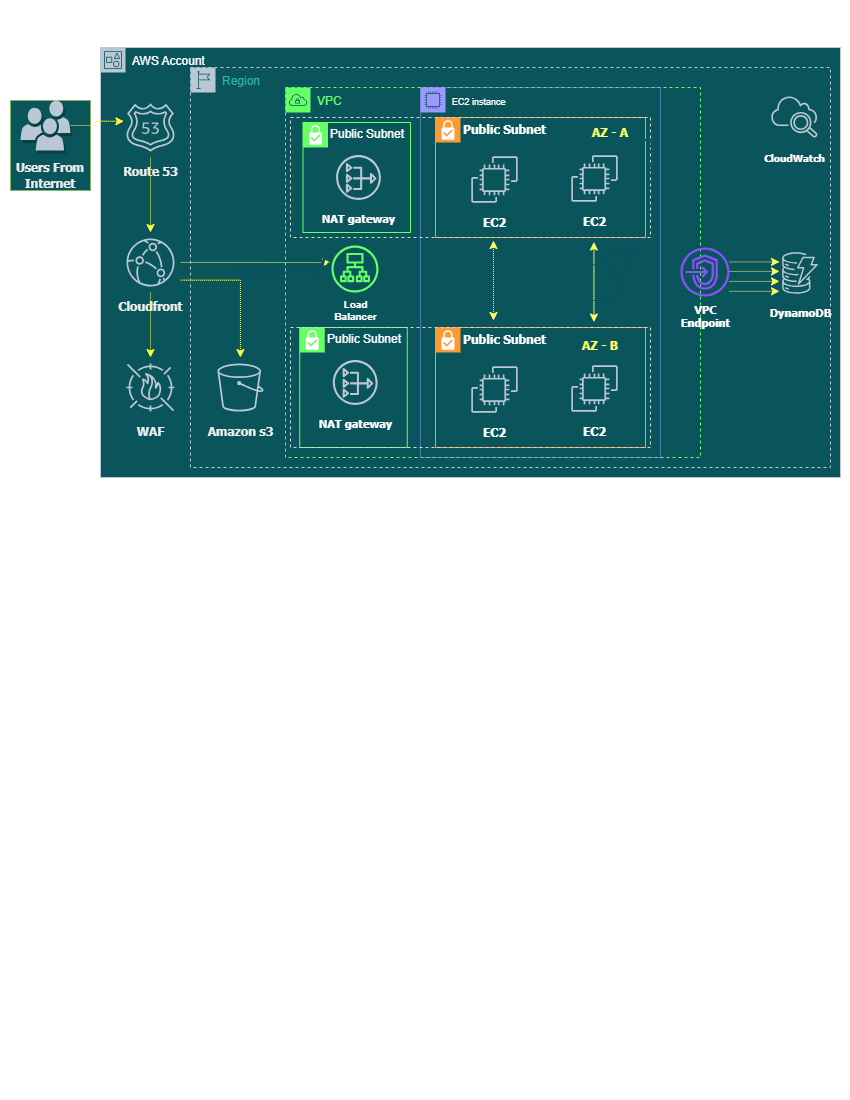 AWS Account
Region
VPC
EC2 instance
Public Subnet
Public Subnet
AZ - A
53
CloudWatch
Users From
Internet
Route 53
NAT gateway
EC2
EC2
Cloudfront
Load
Balancer
VPC
Endpoint
DynamoDB
Public Subnet
Public Subnet
AZ - B
WAF
Amazon s3
NAT gateway
EC2
EC2